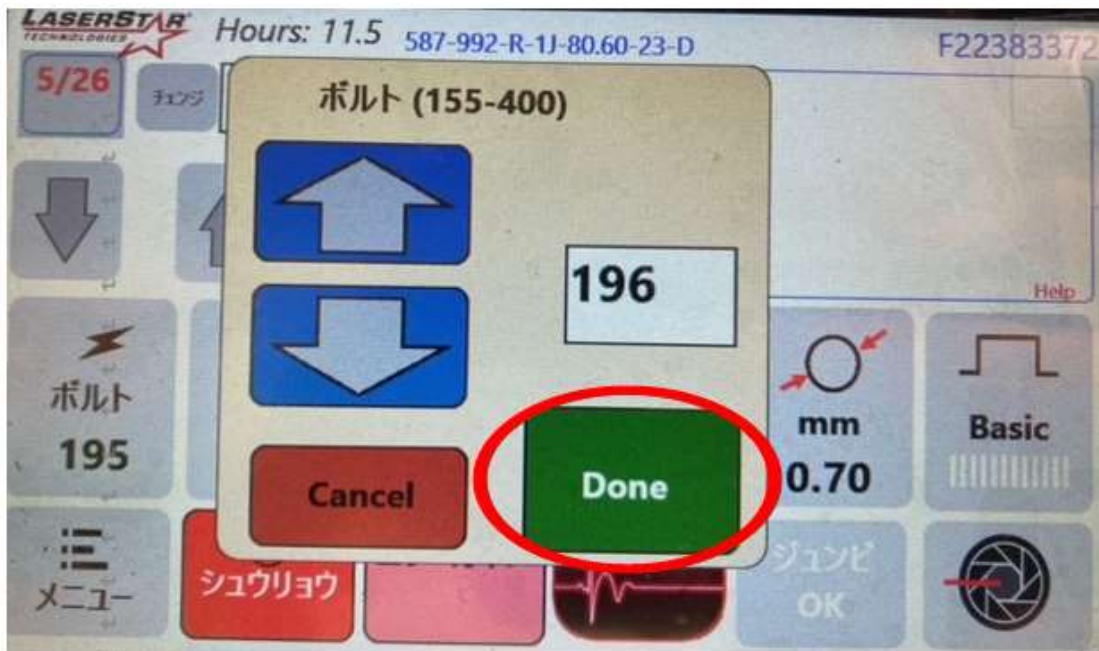 LASERSTAR
TECHNOLOGIES
Hours: 11.5
587-992-R-1J-80.60-23-D
F22383372
5/26
チェンジ
ボルト (155-400)
196
Help
ボルト
195
mm
0.70
Basic
Cancel
Done
メニュー
シュウリョウ
ジュンビ
OK